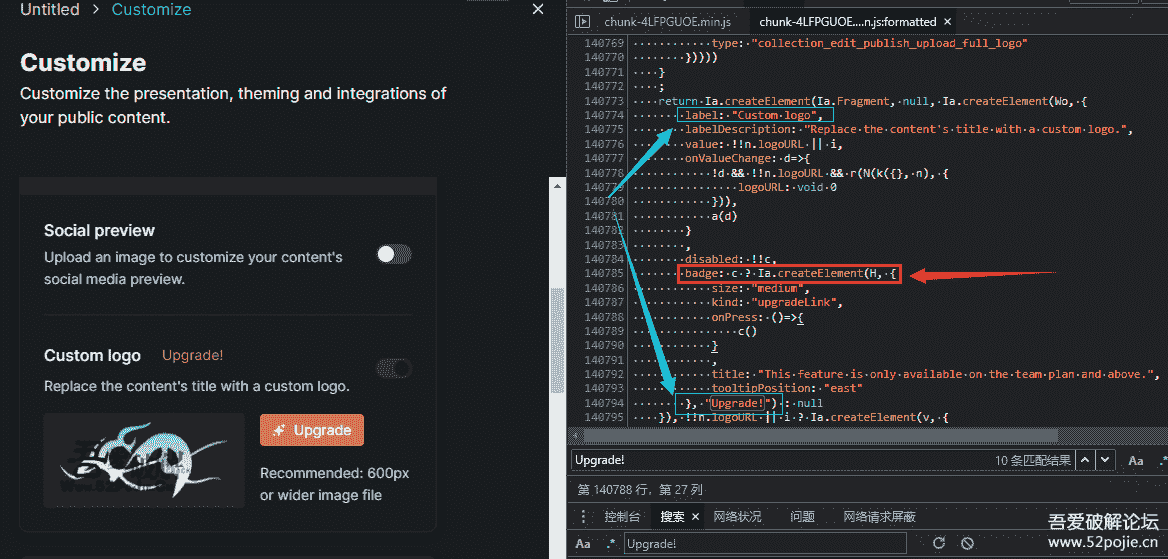 Untitled > Customize
Customize
Customize the presentation, theming and integrations of
your public content.
Social preview
Upload an image to customize your content's
social media preview.
Custom logo Upgrade!
Replace the content's title with a custom logo.
Upgrade
Recommended: 600px
or wider image file
chunk-4LFPGUOE.min.js chunk-4LFPGUOE....n.js:formatted ×
140769 type: "collection_edit_publish_upload_full_logo"
140770 }))))
140771 }
140772 ;
140773 return Ia.createElement(Ia.Fragment, null, Ia.createElement(Wo, {
140774 label: "Custom logo",
140775 labelDescription: "Replace the content's title with a custom logo.",
140776 value: !!n.logoURL || i,
140777 onValueChange: d=>{
140778 !d && !!n.logoURL && r(N(k({}, n), {
140779 logoURL: void 0
140780 })),
140781 a(d)
140782 }
140783 ,
140784 disabled: !!c,
140785 badge: c ? Ia.createElement(H, {
140786 size: "medium",
140787 kind: "upgradeLink",
140788 onPress: ()=>{
140789 c()
140790 }
140791 ,
140792 title: "This feature is only available on the team plan and above.",
140793 tooltipPosition: "east"
140794 }, "Upgrade!") : null
140795 }), !!n.logoURL || i ? Ia.createElement(v, {
Upgrade! 10 条匹配结果 Aa .*
第 140788 行，第 27 列
控制台 搜索 × 网络状况 问题 网络请求屏蔽
Aa .* Upgrade!
吾爱破解论坛
www.52pojie.cn